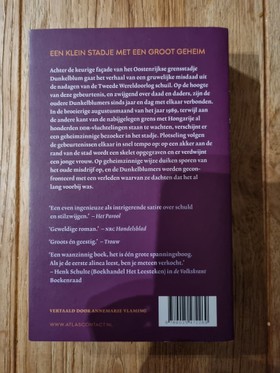 EEN KLEIN STADJE MET EEN GROOT GEHEIM
Achter de keurige façade van het Oostenrijkse grensstadje
Dunkelblum gaat het verhaal van een gruwelijke misdaad uit
de nadagen van de Tweede Wereldoorlog schuil. Op de hoogte
van deze gebeurtenis, en zwijgend over daad en daders, zijn de
oudere Dunkelblumers sinds jaar en dag met elkaar verbonden.
In de broeierige augustusmaand van het jaar 1989, terwijl aan
de andere kant van de nabijgelegen grens met Hongarije al
honderden DDR-vluchtelingen staan te wachten, verschijnt er
een geheimzinnige bezoeker in het stadje. Plotseling volgen
de gebeurtenissen elkaar in snel tempo op: op een akker aan de
rand van de stad wordt een skelet opgegraven en er verdwijnt
een jonge vrouw. Op geheimzinnige wijze duiken sporen van
het oude misdrijf op, en de Dunkelblumers worden gecon-
fronteerd met een verleden waarvan ze dachten dat het al
lang voorbij was.
'Een even ingenieuze als intrigerende satire over schuld
en stilzwijgen.' – Het Parool
'Geweldige roman.' – NRC Handelsblad
'Groots én geestig.' – Trouw
'Een waanzinnig boek, het is één grote spanningsboog.
Als je de eerste alinea leest, ben je meteen verkocht.'
– Henk Schulte (Boekhandel Het Leesteken) in de Volkskrant
Boekenraad
VERTAALD DOOR ANNEMARIE VLAMING
WWW.ATLASCONTACT.NL